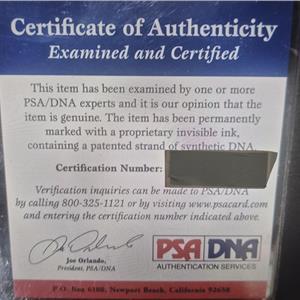 Certificate of Authenticity
Examined and Certified
This item has been examined by one or more
PSA/DNA experts and it is our opinion that the
item is genuine. The item has been permanently
marked with a proprietary invisible ink,
containing a patented strand of synthetic DNA.
Certification Number:
Verification inquiries can be made to PSA/DNA
by calling 800-325-1121 or by visiting www.psacard.com
and entering the certification number indicated above.
Joe Orlando,
President, PSA/DNA
PSA DNA
AUTHENTICATION SERVICES
P.O. Box 6180, Newport Beach, California 92658